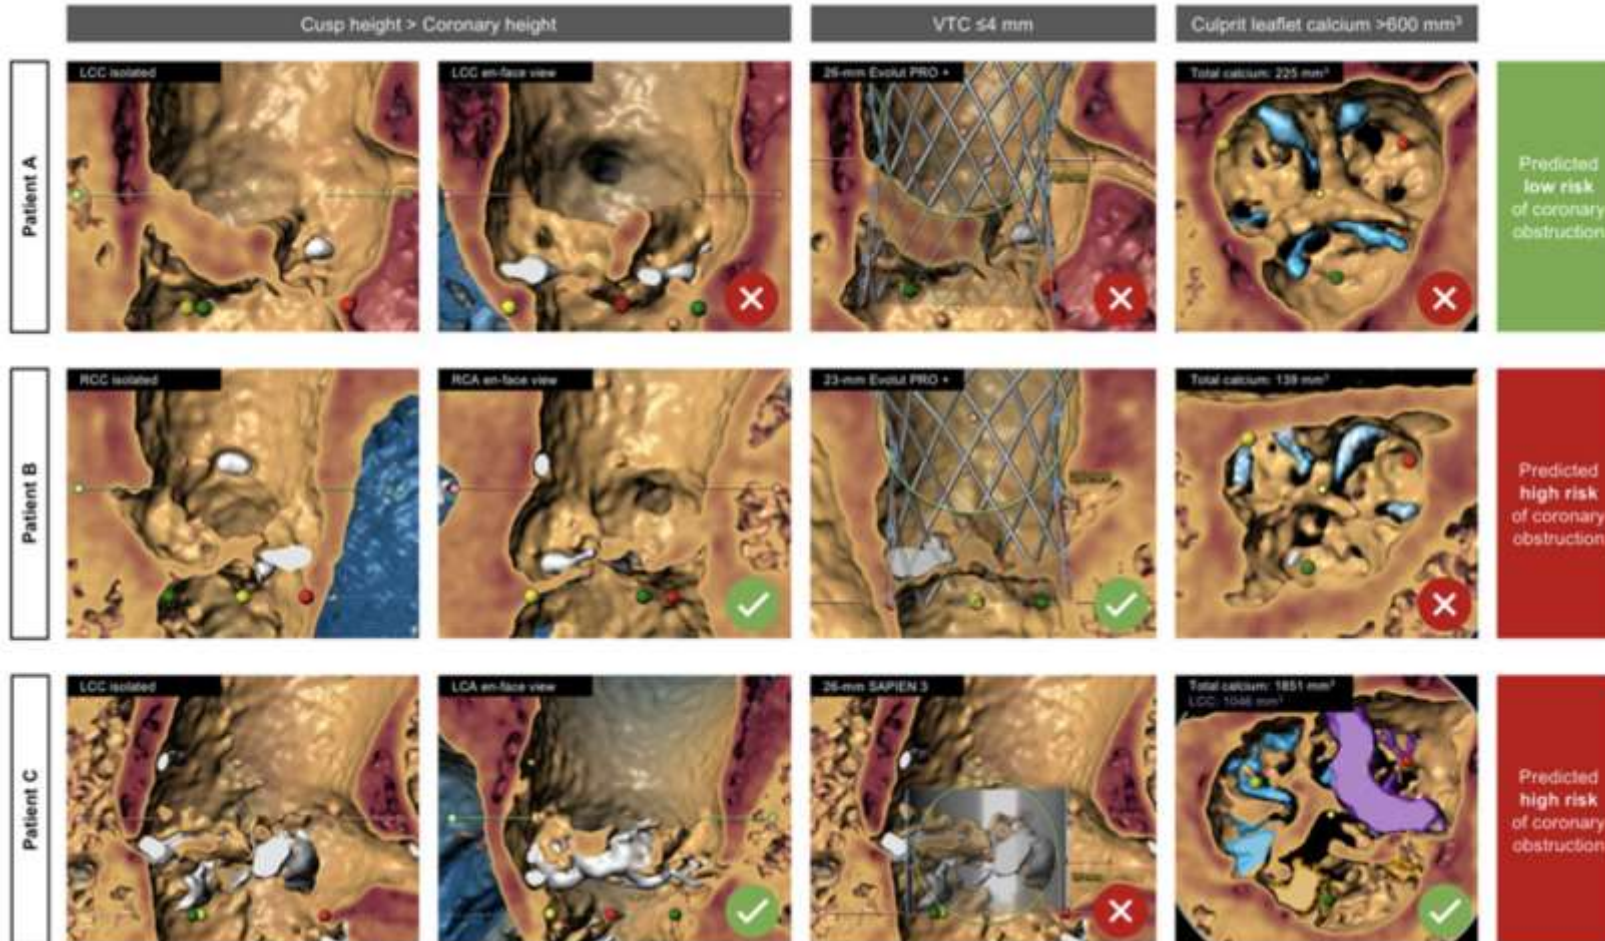 Cusp height > Coronary height
VTC ≤4 mm
Culprit leaflet calcium >600 mm³
Patient A
LCC isolated
LCC en-face view
26-mm Evolut PRO +
Total calcium: 225 mm³
Predicted
low risk
of coronary
obstruction
Patient B
RCC isolated
RCA en-face view
23-mm Evolut PRO +
Total calcium: 139 mm³
Predicted
high risk
of coronary
obstruction
Patient C
LCC isolated
LCA en-face view
26-mm SAPIEN 3
Total calcium: 1851 mm³
LCC: 1046 mm³
Predicted
high risk
of coronary
obstruction